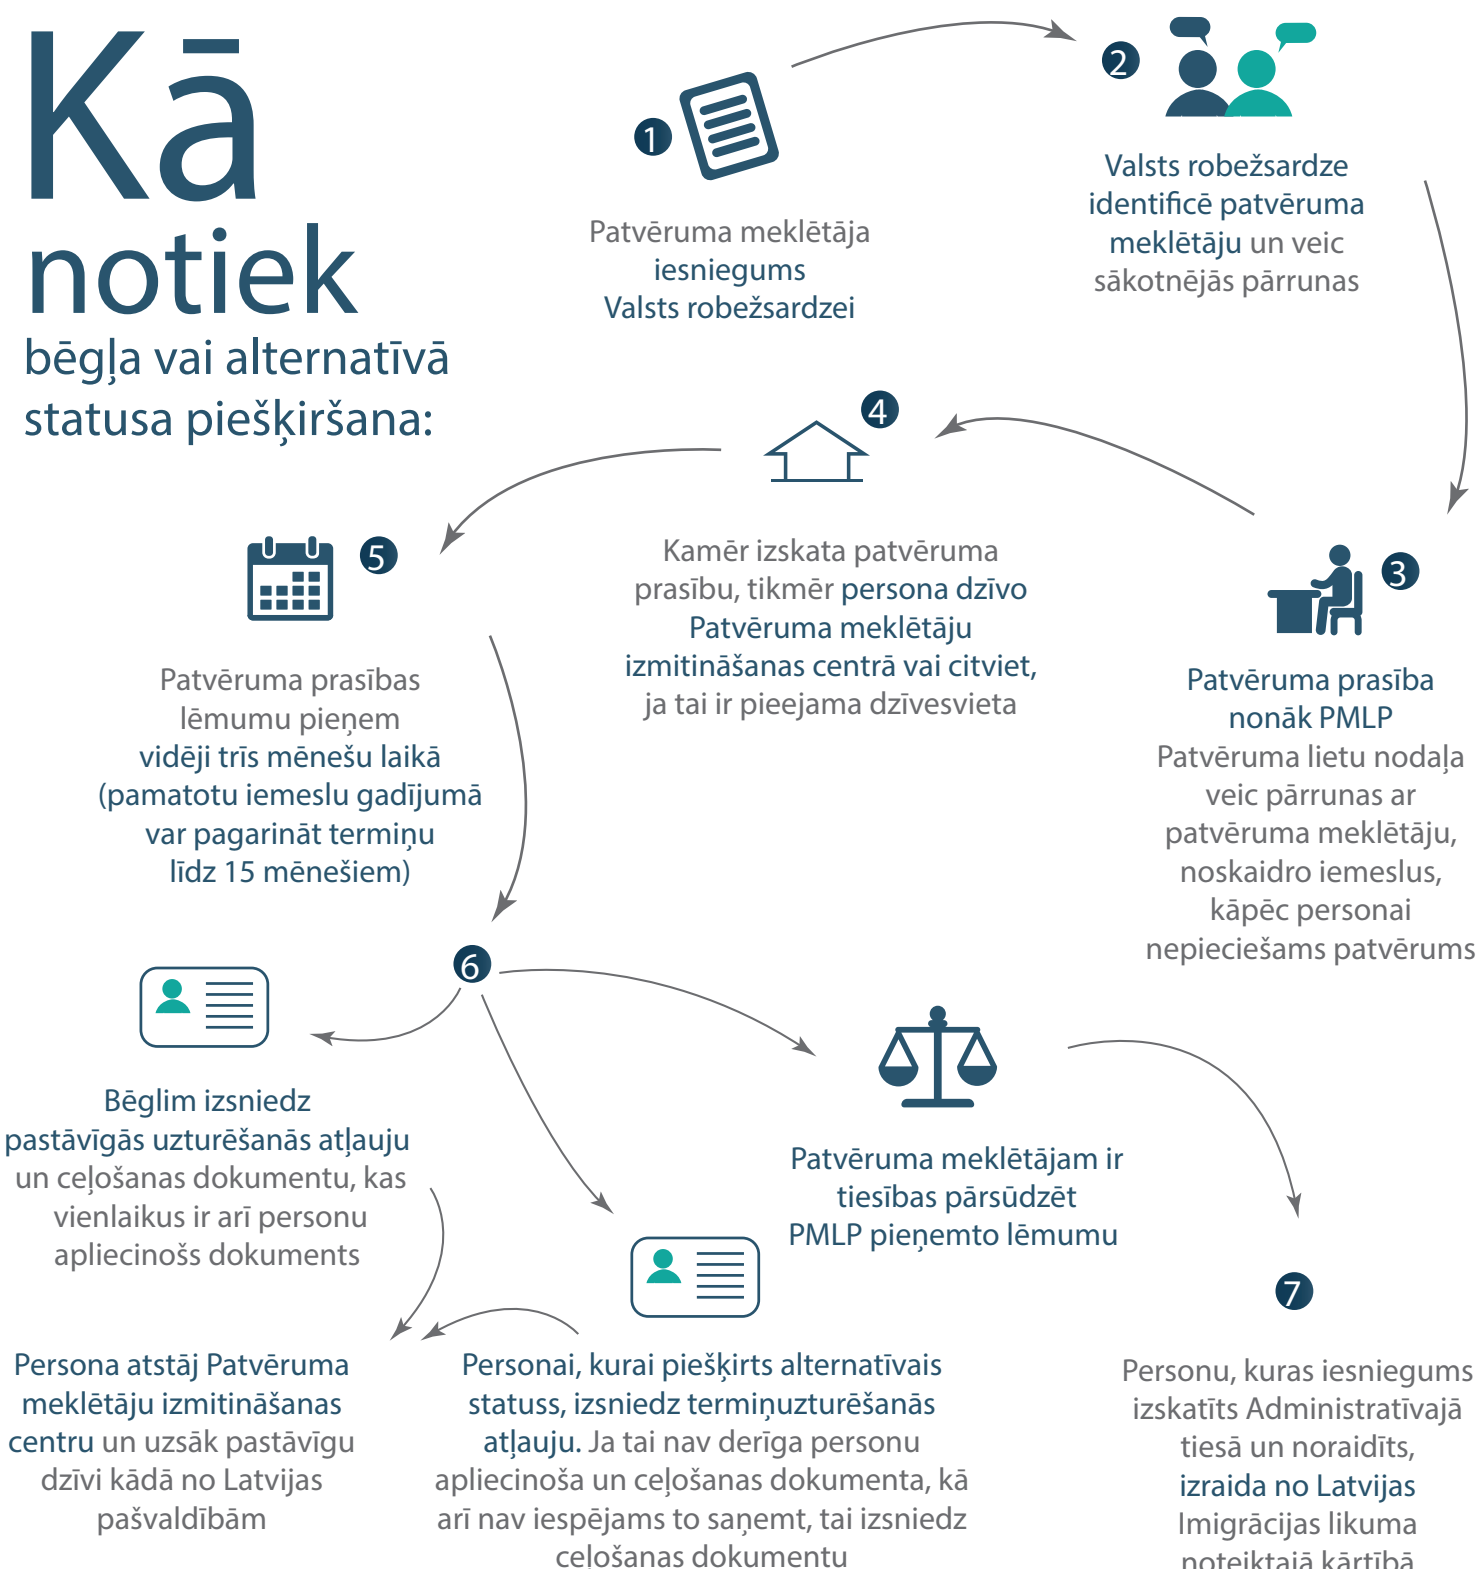 Kā
notiek
bēgļa vai alternatīvā
statusa piešķiršana:
1
Patvēruma meklētāja
iesniegums
Valsts robežsardzei
2
Valsts robežsardze
identificē patvēruma
meklētāju un veic
sākotnējās pārrunas
3
Patvēruma prasība
nonāk PMLP
Patvēruma lietu nodaļa
veic pārrunas ar
patvēruma meklētāju,
noskaidro iemeslus,
kāpēc personai
nepieciešams patvērums
4
Kamēr izskata patvēruma
prasību, tikmēr persona dzīvo
Patvēruma meklētāju
izmitināšanas centrā vai citviet,
ja tai ir pieejama dzīvesvieta
5
Patvēruma prasības
lēmumu pieņem
vidēji trīs mēnešu laikā
(pamatotu iemeslu gadījumā
var pagarināt termiņu
līdz 15 mēnešiem)
6
Bēglim izsniedz
pastāvīgās uzturēšanās atļauju
un ceļošanas dokumentu, kas
vienlaikus ir arī personu
apliecinošs dokuments
Persona atstāj Patvēruma
meklētāju izmitināšanas
centru un uzsāk pastāvīgu
dzīvi kādā no Latvijas
pašvaldībām
Personai, kurai piešķirts alternatīvais
statuss, izsniedz termiņuzturēšanās
atļauju. Ja tai nav derīga personu
apliecinoša un ceļošanas dokumenta, kā
arī nav iespējams to saņemt, tai izsniedz
ceļošanas dokumentu
Patvēruma meklētājam ir
tiesības pārsūdzēt
PMLP pieņemto lēmumu
7
Personu, kuras iesniegums
izskatīts Administratīvajā
tiesā un noraidīts,
izraida no Latvijas
Imigrācijas likuma
noteiktajā kārtībā